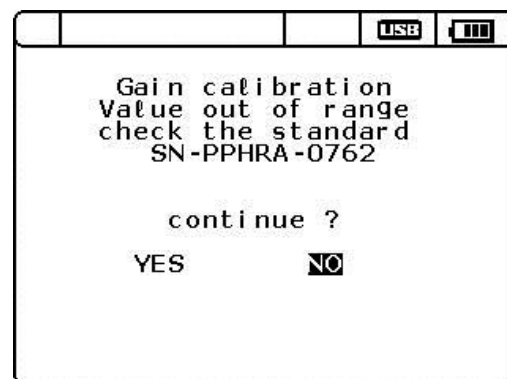 USB
Gain calibration
Value out of range
check the standard
SN-PPHRA-0762
continue ?
YES NO